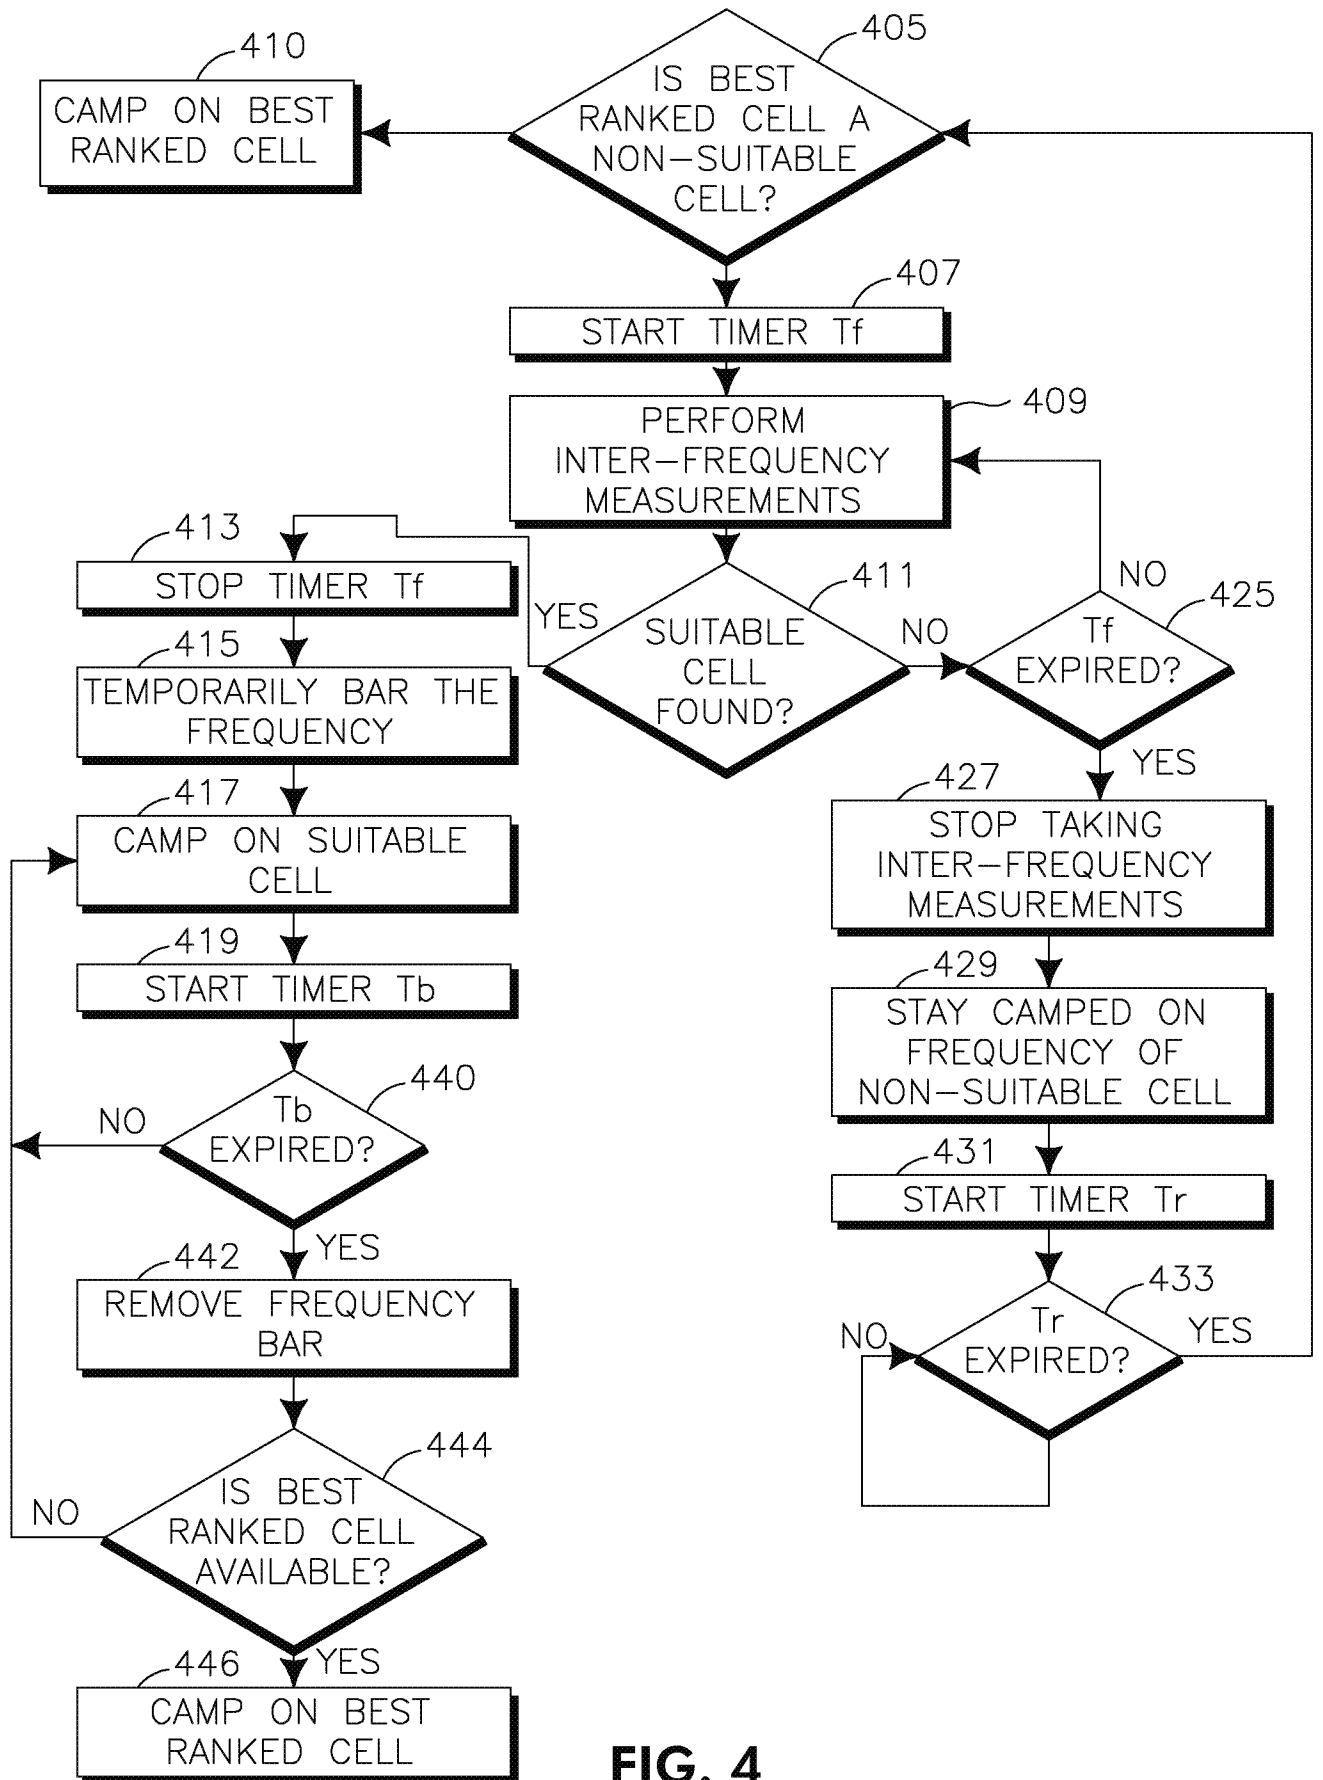 410
CAMP ON BEST
RANKED CELL
405
IS BEST
RANKED CELL A
NON-SUITABLE
CELL?
407
START TIMER Tf
409
PERFORM
INTER-FREQUENCY
MEASUREMENTS
411
SUITABLE
CELL
FOUND?
YES
NO
413
STOP TIMER Tf
415
TEMPORARILY BAR THE
FREQUENCY
417
CAMP ON SUITABLE
CELL
419
START TIMER Tb
440
Tb
EXPIRED?
NO
YES
442
REMOVE FREQUENCY
BAR
444
IS BEST
RANKED CELL
AVAILABLE?
NO
YES
446
CAMP ON BEST
RANKED CELL
425
Tf
EXPIRED?
NO
YES
427
STOP TAKING
INTER-FREQUENCY
MEASUREMENTS
429
STAY CAMPED ON
FREQUENCY OF
NON-SUITABLE CELL
431
START TIMER Tr
433
Tr
EXPIRED?
NO
YES
FIG. 4